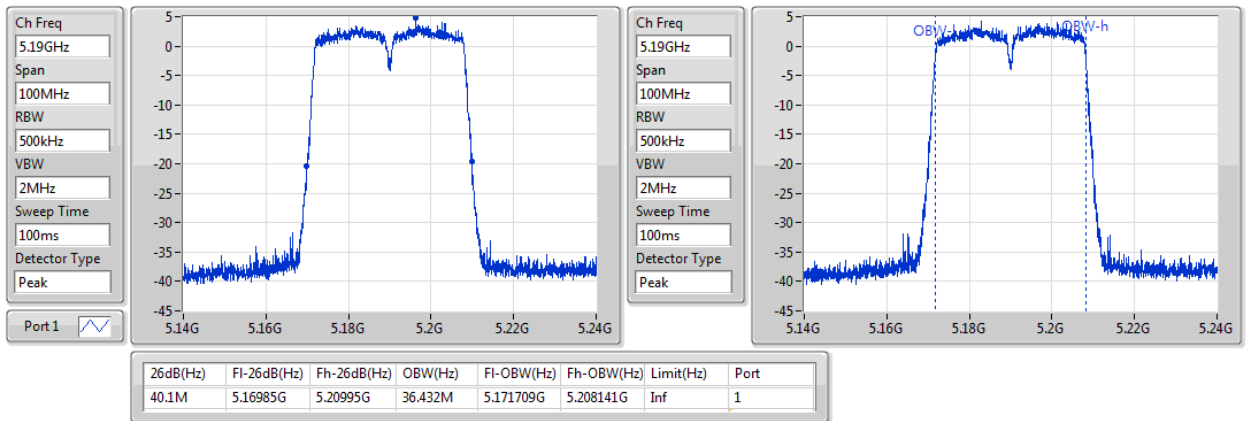 Ch Freq
5.19GHz
Span
100MHz
RBW
500kHz
VBW
2MHz
Sweep Time
100ms
Detector Type
Peak
Port 1
5
0
-5
-10
-15
-20
-25
-30
-35
-40
-45
5.14G 5.16G 5.18G 5.2G 5.22G 5.24G
Ch Freq
5.19GHz
Span
100MHz
RBW
500kHz
VBW
2MHz
Sweep Time
100ms
Detector Type
Peak
OBW-h
5
0
-5
-10
-15
-20
-25
-30
-35
-40
-45
5.14G 5.16G 5.18G 5.2G 5.22G 5.24G
26dB(Hz) Fl-26dB(Hz) Fh-26dB(Hz) OBW(Hz) Fl-OBW(Hz) Fh-OBW(Hz) Limit(Hz) Port
40.1M 5.16985G 5.20995G 36.432M 5.171709G 5.208141G Inf 1